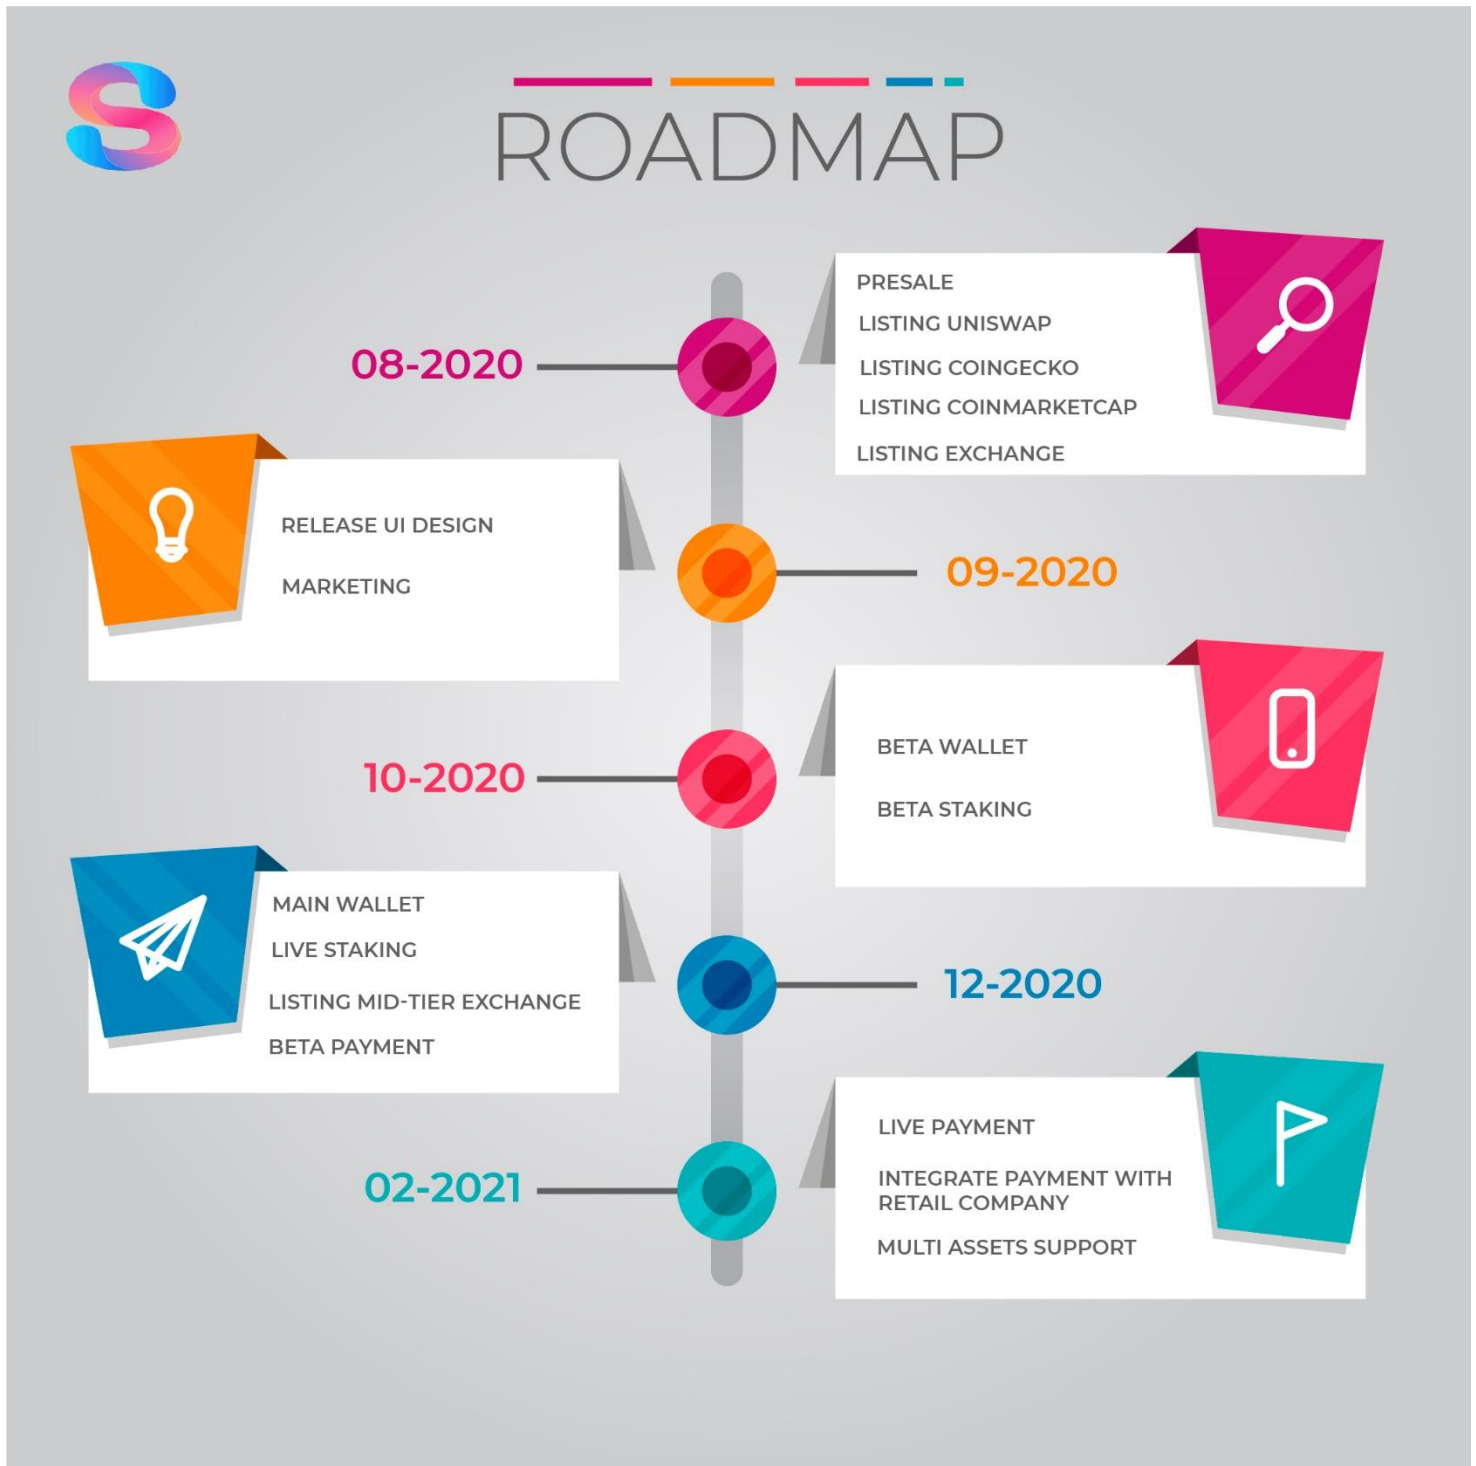 ROADMAP
08-2020
PRESALE
LISTING UNISWAP
LISTING COINGECKO
LISTING COINMARKETCAP
LISTING EXCHANGE
RELEASE UI DESIGN
MARKETING
09-2020
10-2020
BETA WALLET
BETA STAKING
MAIN WALLET
LIVE STAKING
LISTING MID-TIER EXCHANGE
BETA PAYMENT
12-2020
02-2021
LIVE PAYMENT
INTEGRATE PAYMENT WITH
RETAIL COMPANY
MULTI ASSETS SUPPORT